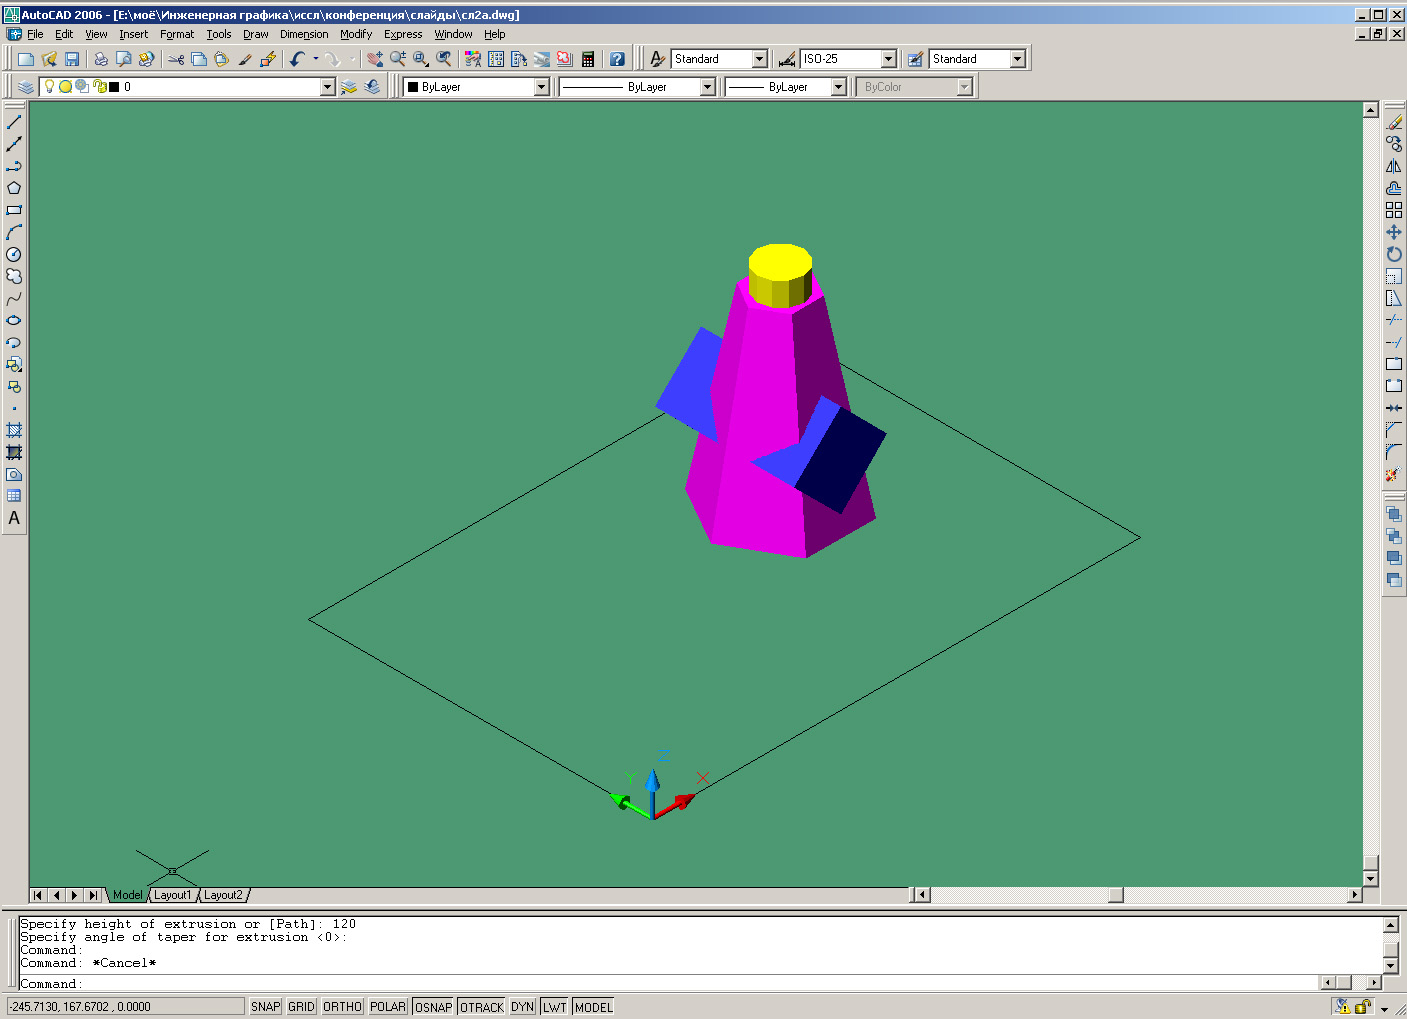 AutoCAD 2006 - [E:\моё\Инженерная графика\иссл\конференция\слайды\сл2a.dwg]
File Edit View Insert Format Tools Draw Dimension Modify Express Window Help
Standard ISO-25 Standard
0 ByLayer ByLayer ByLayer ByColor
A
Z
Y X
Model Layout1 Layout2
Specify height of extrusion or [Path]: 120
Specify angle of taper for extrusion <0>:
Command:
Command: *Cancel*
Command:
-245.7130, 167.6702 , 0.0000 SNAP GRID ORTHO POLAR OSNAP OTRACK DYN LWT MODEL